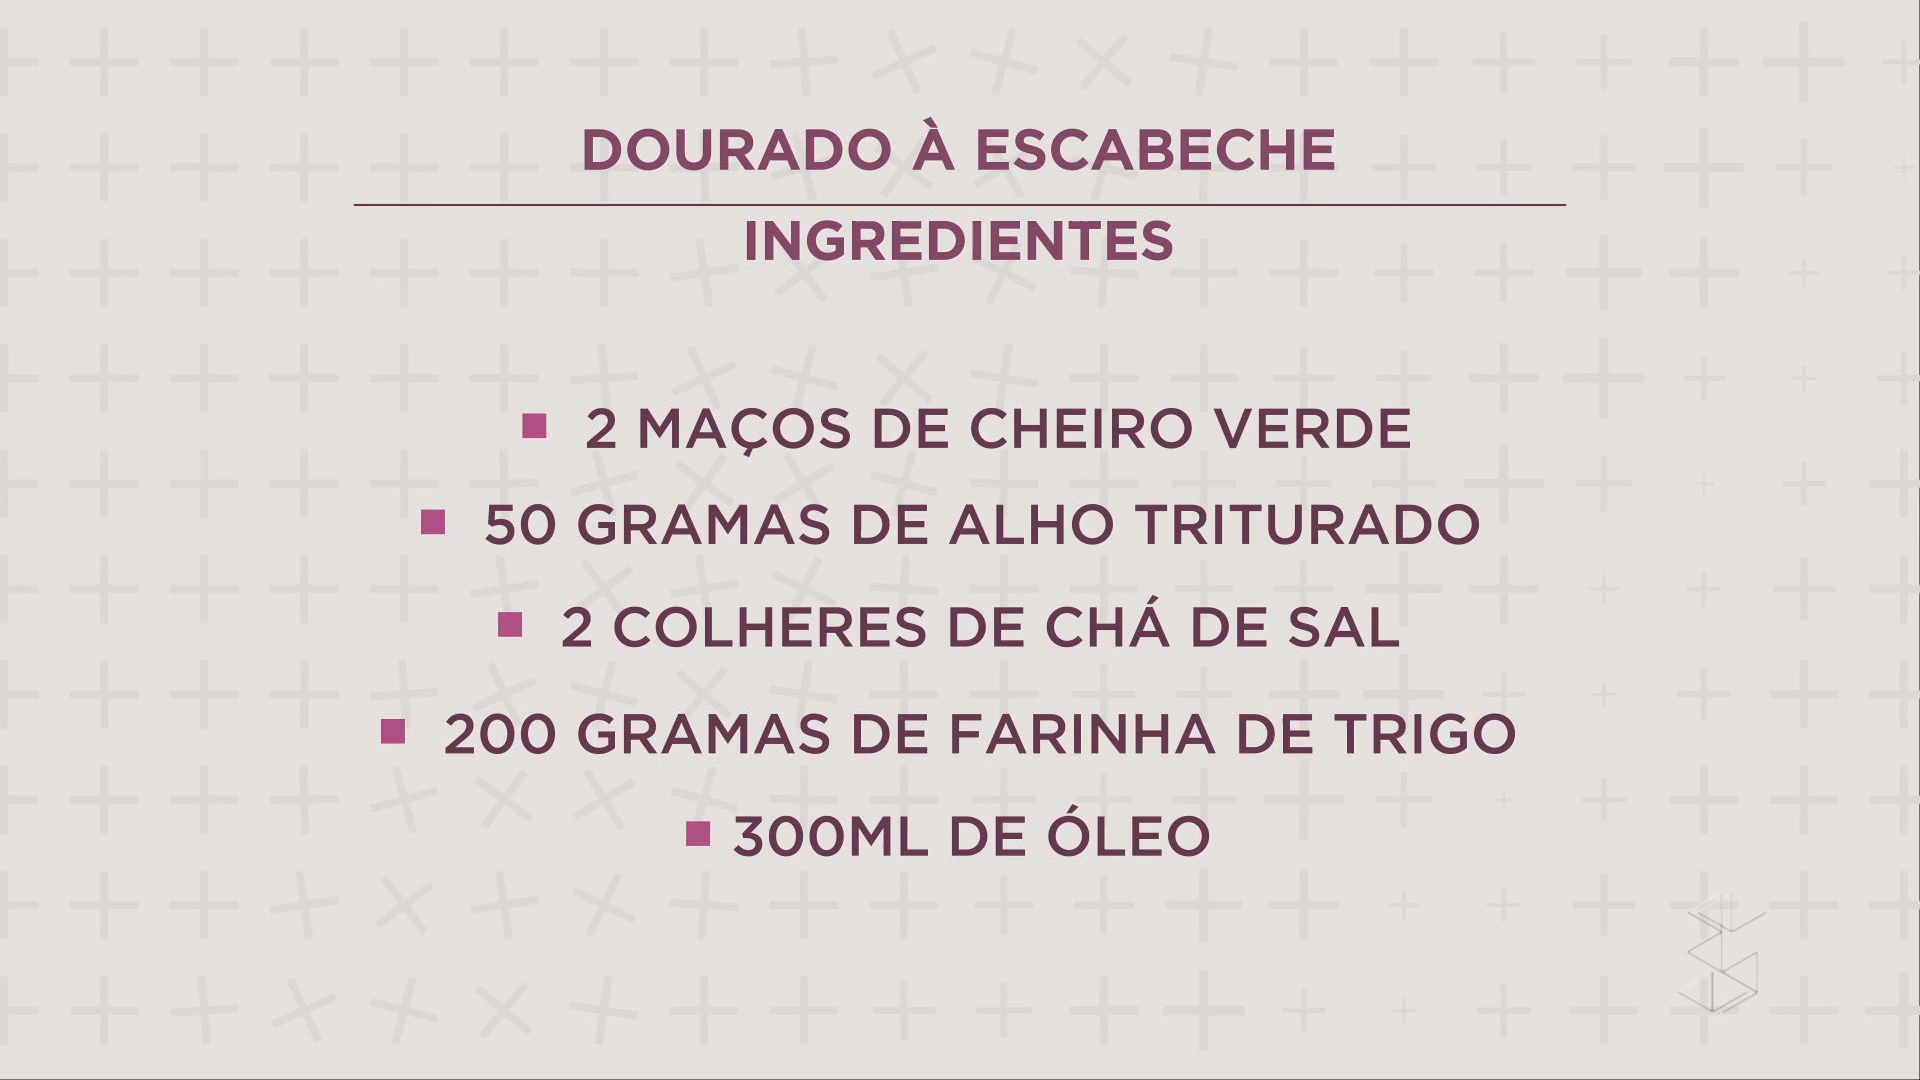 DOURADO À ESCABECHE
INGREDIENTES
2 MAÇOS DE CHEIRO VERDE
50 GRAMAS DE ALHO TRITURADO
2 COLHERES DE CHÁ DE SAL
200 GRAMAS DE FARINHA DE TRIGO
300ML DE ÓLEO